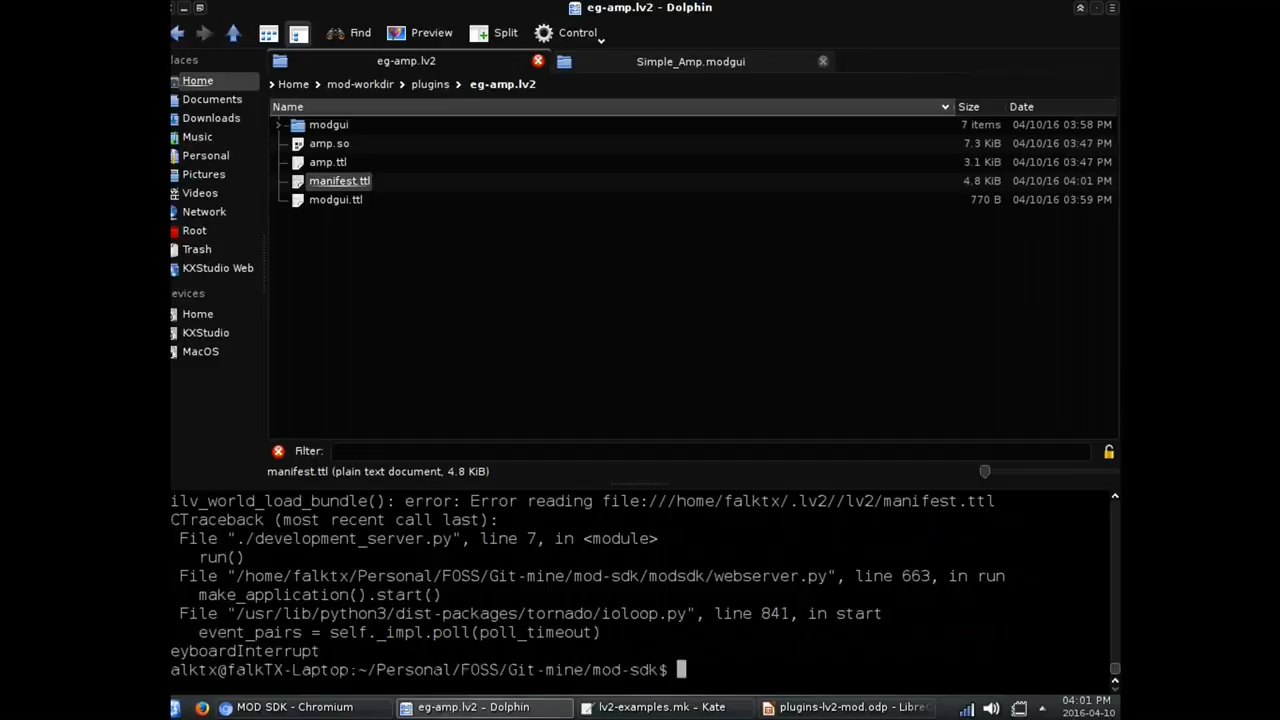 eg-amp.lv2 - Dolphin
Find
Preview
Split
Control
eg-amp.lv2
Simple_Amp.modgui
laces
Home
Documents
Downloads
Music
Personal
Pictures
Videos
Network
Root
Trash
KXStudio Web
evices
Home
KXStudio
MacOS
Home
mod-workdir
plugins
eg-amp.lv2
Name
Size
Date
modgui
7 items
04/10/16 03:58 PM
amp.so
7.3 KiB
04/10/16 03:47 PM
amp.ttl
3.1 KiB
04/10/16 03:47 PM
manifest.ttl
4.8 KiB
04/10/16 04:01 PM
modgui.ttl
770 B
04/10/16 03:59 PM
Filter:
manifest.ttl (plain text document, 4.8 KiB)
ilv_world_load_bundle(): error: Error reading file:///home/falktx/.lv2//lv2/manifest.ttl
CTraceback (most recent call last):
File "./development_server.py", line 7, in <module>
run()
File "/home/falktx/Personal/FOSS/Git-mine/mod-sdk/modsdk/webserver.py", line 663, in run
make_application().start()
File "/usr/lib/python3/dist-packages/tornado/ioloop.py", line 841, in start
event_pairs = self._impl.poll(poll_timeout)
eyboardInterrupt
alktx@falkTX-Laptop:~/Personal/FOSS/Git-mine/mod-sdk$
MOD SDK - Chromium
eg-amp.lv2 - Dolphin
lv2-examples.mk - Kate
plugins-lv2-mod.odp - Libre
04:01 PM
2016-04-10